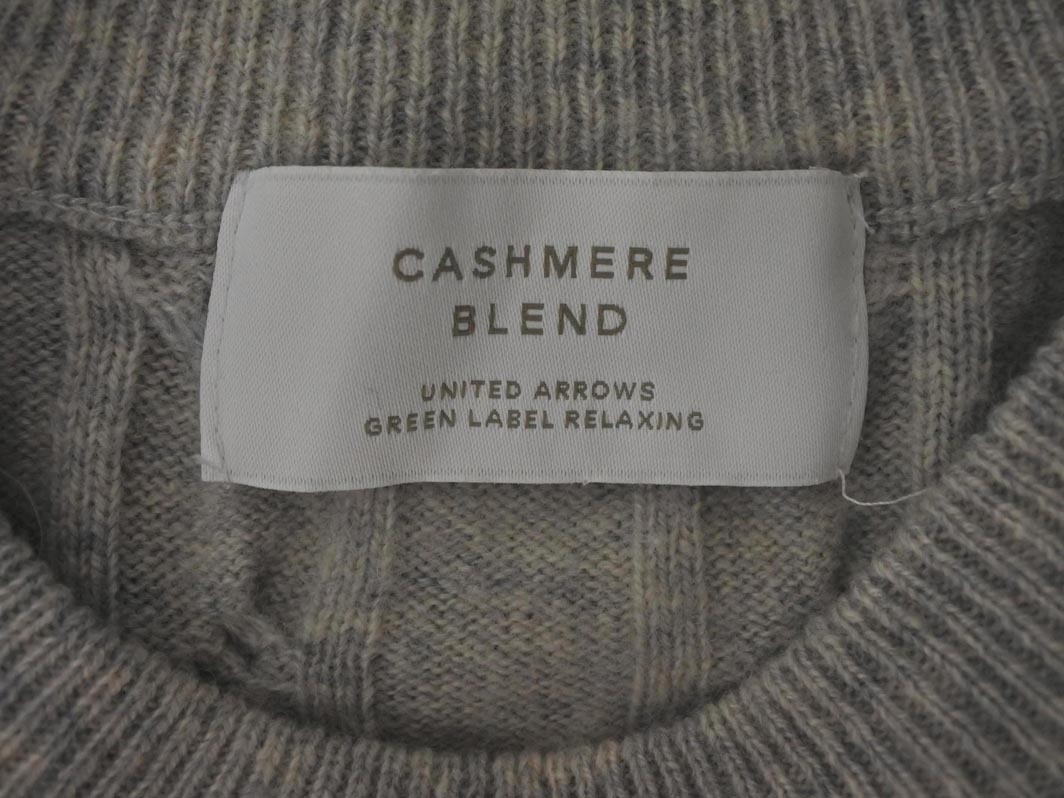 CASHMERE
BLEND
UNITED ARROWS
GREEN LABEL RELAXING